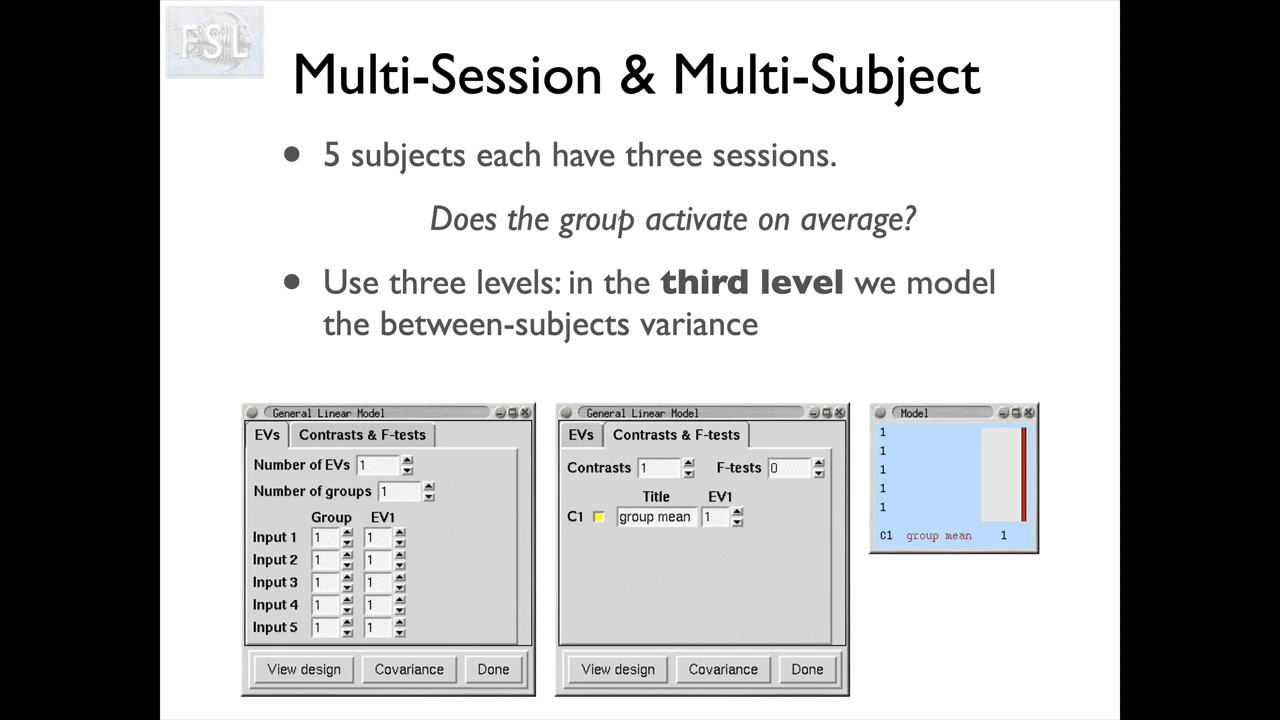 FSL
Multi-Session & Multi-Subject
• 5 subjects each have three sessions.
Does the group activate on average?
• Use three levels: in the third level we model
the between-subjects variance
General Linear Model
EVs Contrasts & F-tests
Number of EVs 1
Number of groups 1
Group EV1
Input 1 1 1
Input 2 1 1
Input 3 1 1
Input 4 1 1
Input 5 1 1
View design Covariance Done
General Linear Model
EVs Contrasts & F-tests
Contrasts 1 F-tests 0
Title EV1
C1 group mean 1
View design Covariance Done
Model
1
1
1
1
1
C1 group mean 1